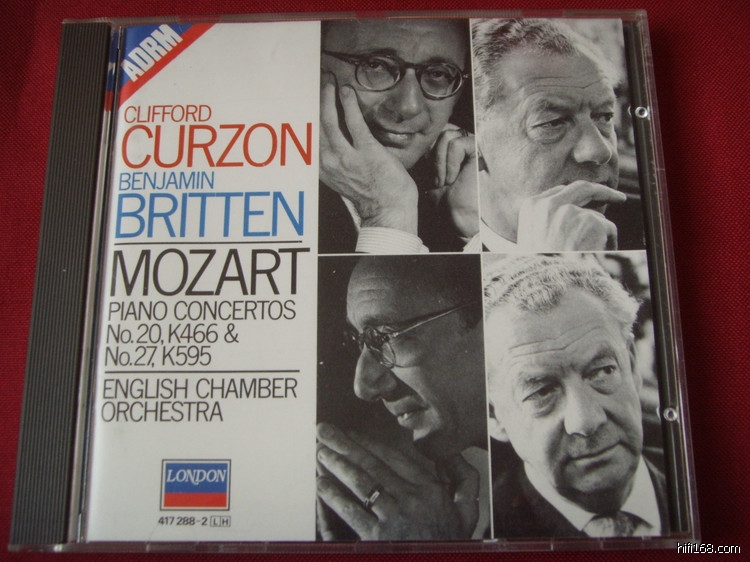 ADRM
CLIFFORD
CURZON
BENJAMIN
BRITTEN
MOZART
PIANO CONCERTOS
No.20, K466 &
No.27, K595
ENGLISH CHAMBER
ORCHESTRA
LONDON
417 288-2 LH
hifi168.com